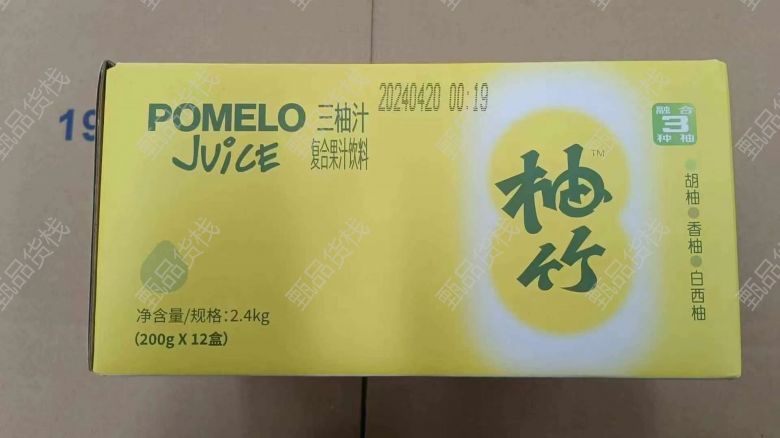 POMELO
JUiCE
三柚汁
复合果汁饮料
20240420 00:19
融合
3
种柚
柚竹
TM
胡柚
香柚
白西柚
净含量/规格:2.4kg
(200g X 12盒)
19
甄品货栈